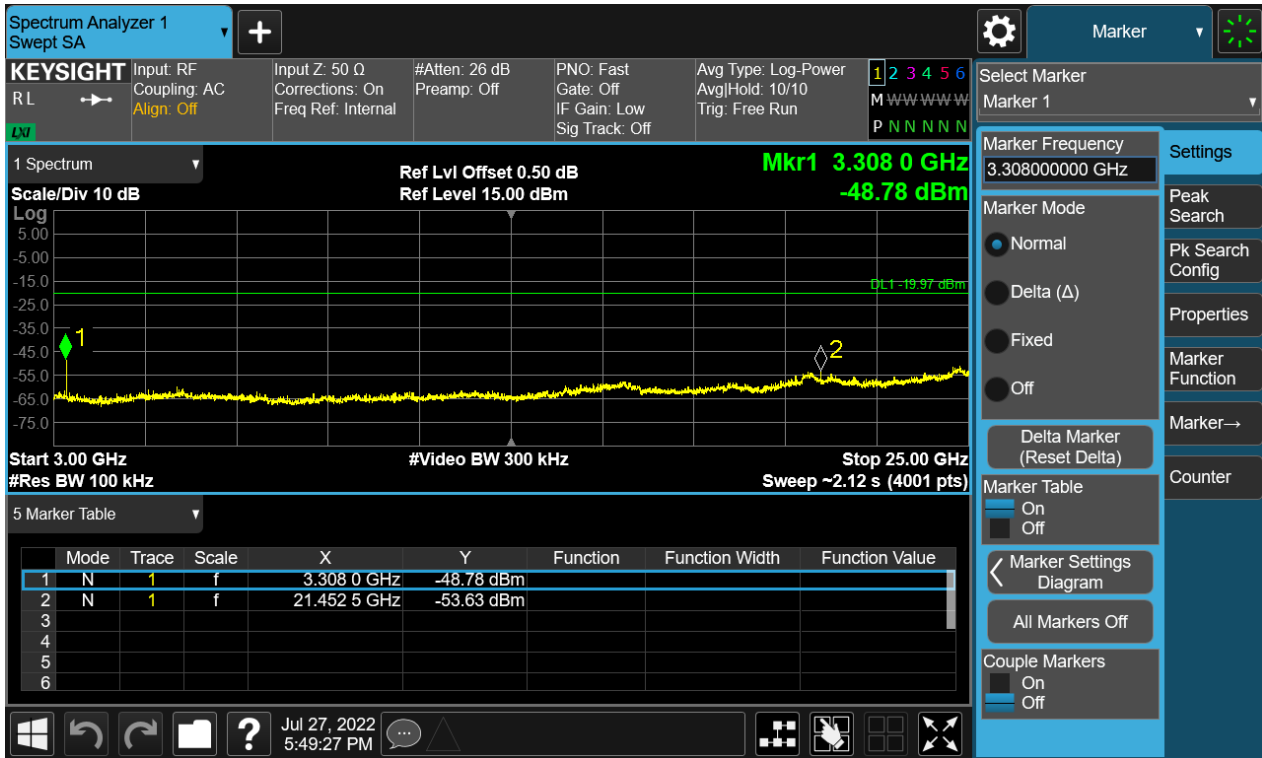 Spectrum Analyzer 1
Swept SA
+
Marker
KEYSIGHT
R L
LXI
Input: RF
Coupling: AC
Align: Off
Input Z: 50 Ω
Corrections: On
Freq Ref: Internal
#Atten: 26 dB
Preamp: Off
PNO: Fast
Gate: Off
IF Gain: Low
Sig Track: Off
Avg Type: Log-Power
Avg|Hold: 10/10
Trig: Free Run
1 2 3 4 5 6
M W W W W W
P N N N N N
Select Marker
Marker 1
1 Spectrum
Scale/Div 10 dB
Log
Ref Lvl Offset 0.50 dB
Ref Level 15.00 dBm
Mkr1 3.308 0 GHz
-48.78 dBm
5.00
-5.00
-15.0
-25.0
-35.0
-45.0
-55.0
-65.0
-75.0
DL1 -19.97 dBm
1
2
Start 3.00 GHz
#Res BW 100 kHz
#Video BW 300 kHz
Stop 25.00 GHz
Sweep ~2.12 s (4001 pts)
5 Marker Table
Mode Trace Scale X Y Function Function Width Function Value
1 N 1 f 3.308 0 GHz -48.78 dBm
2 N 1 f 21.452 5 GHz -53.63 dBm
3
4
5
6
Marker Frequency
3.308000000 GHz
Marker Mode
Normal
Delta (Δ)
Fixed
Off
Delta Marker
(Reset Delta)
Marker Table
On
Off
Marker Settings
Diagram
All Markers Off
Couple Markers
On
Off
Settings
Peak
Search
Pk Search
Config
Properties
Marker
Function
Marker→
Counter
?
Jul 27, 2022
5:49:27 PM